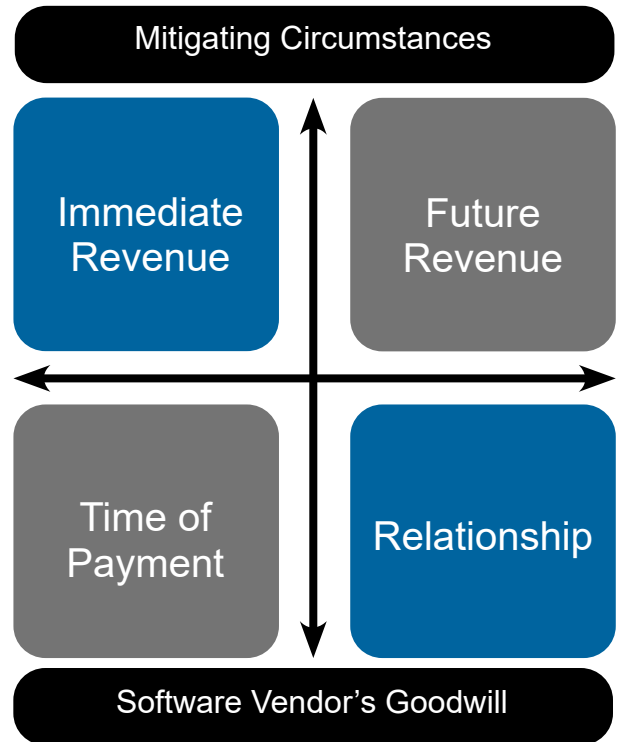 Mitigating Circumstances
Immediate
Revenue
Future
Revenue
Time of
Payment
Relationship
Software Vendor's Goodwill